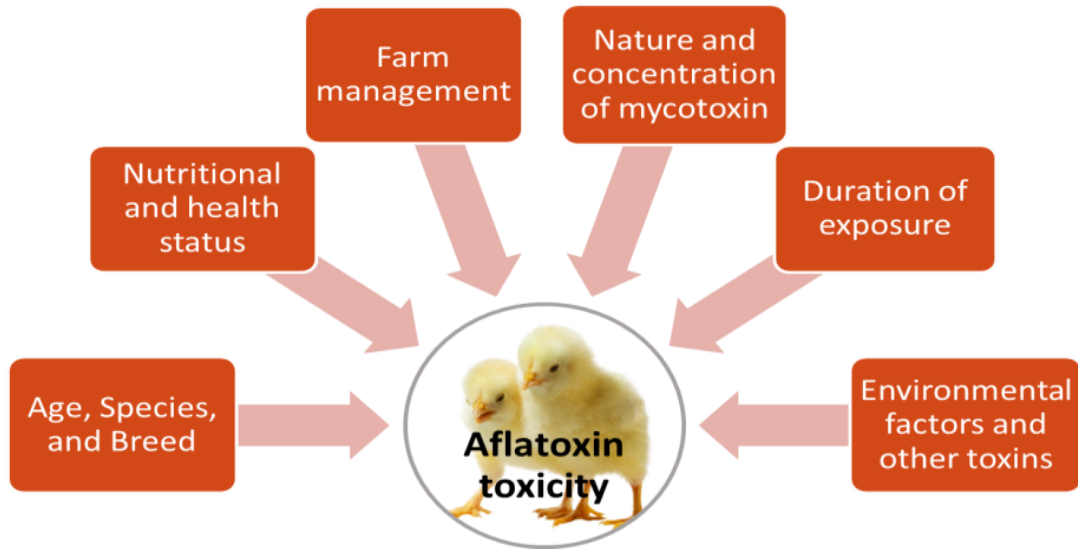 Farm
management
Nature and
concentration
of mycotoxin
Nutritional
and health
status
Duration of
exposure
Age, Species,
and Breed
Environmental
factors and
other toxins
Aflatoxin
toxicity